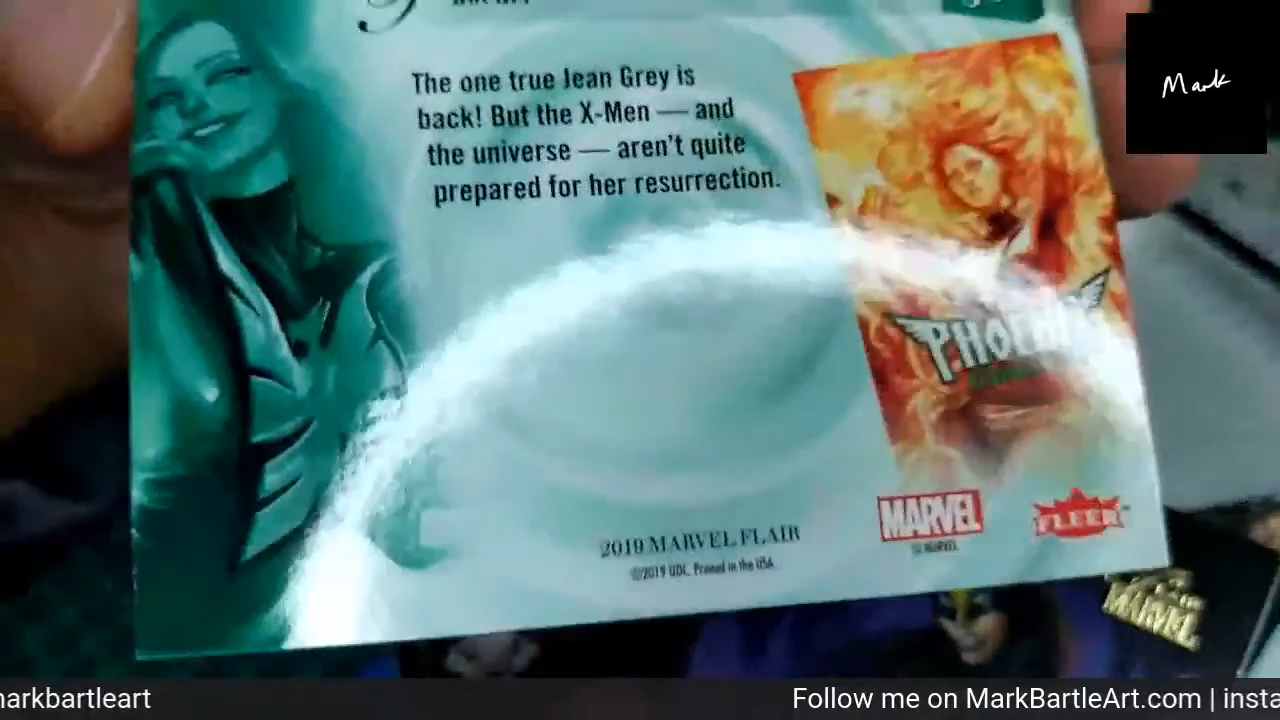 Mark
The one true Jean Grey is
back! But the X-Men — and
the universe — aren't quite
prepared for her resurrection.
MARVEL
FLEER
© MARVEL
2019 MARVEL FLAIR
©2019 UDC. Printed in the USA.
MARVEL
markbartleart
Follow me on MarkBartleArt.com | insta